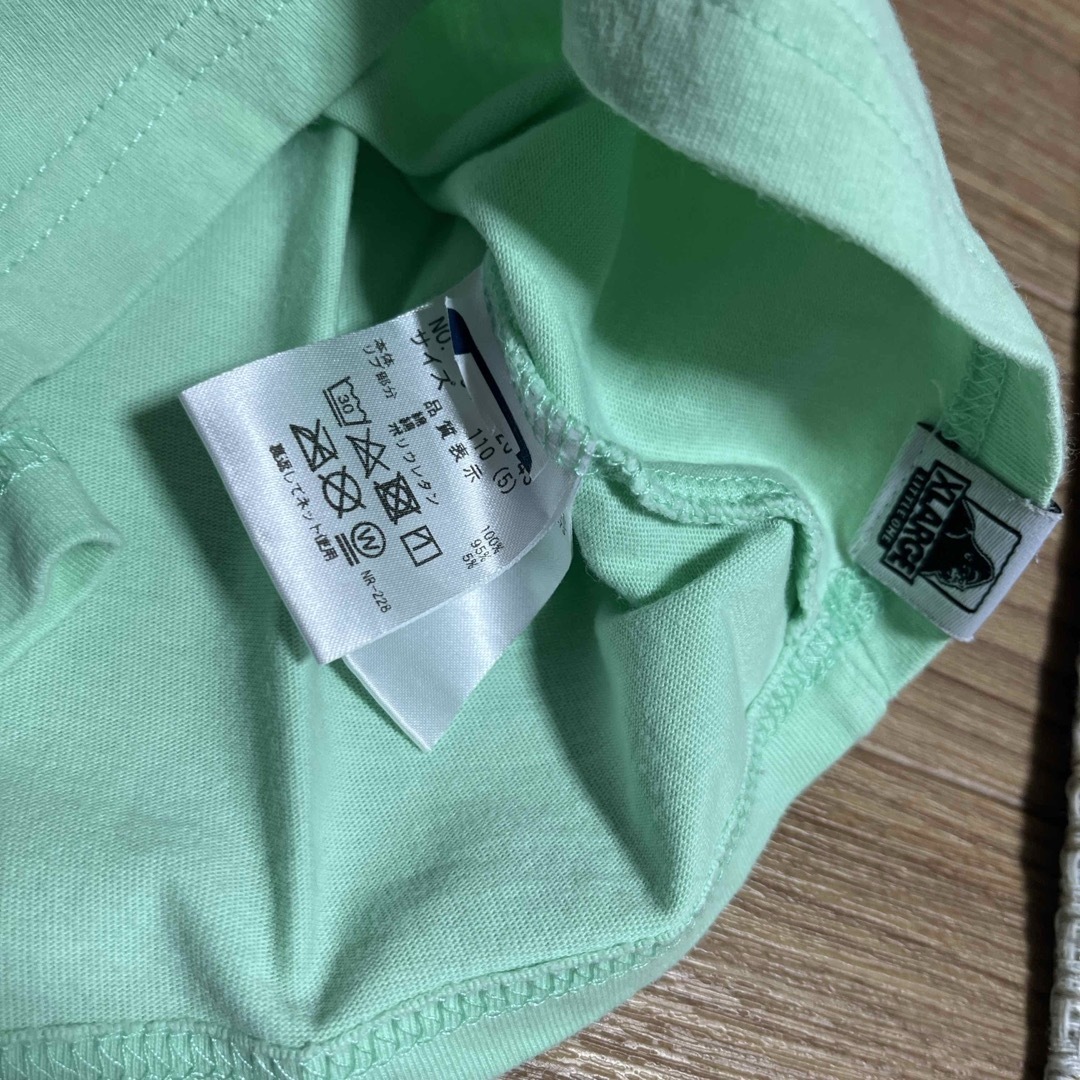 NO.
サイズ 110 (5)
品質表示
本体 綿 100%
リブ部分 綿 95%
ポリウレタン 5%
30
W
裏返してネット使用
NR-228
XLARGE